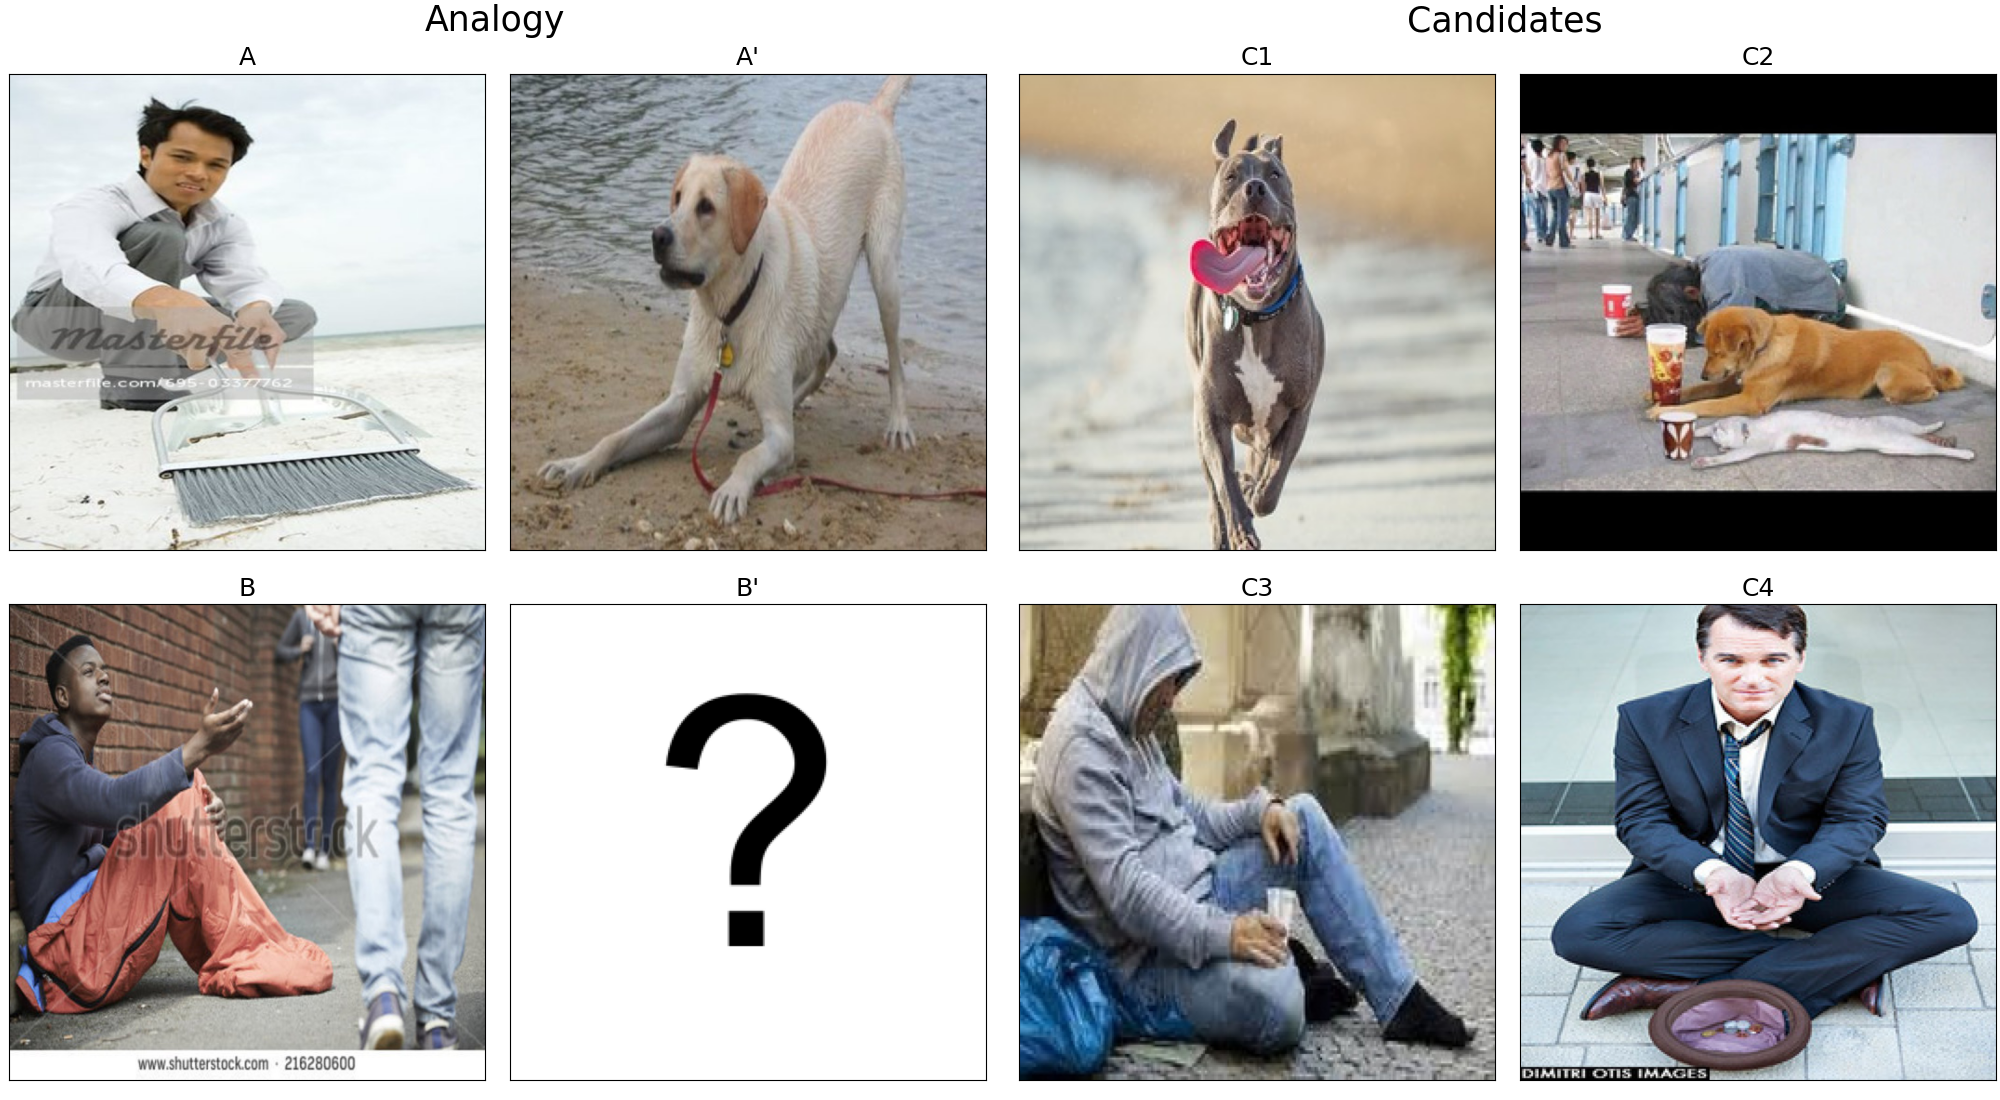 Analogy
Candidates
A
A'
C1
C2
Masterfile
masterfile.com/695-03377762
B
B'
C3
C4
shutterstock
?
www.shutterstock.com · 216280600
DIMITRI OTIS IMAGES